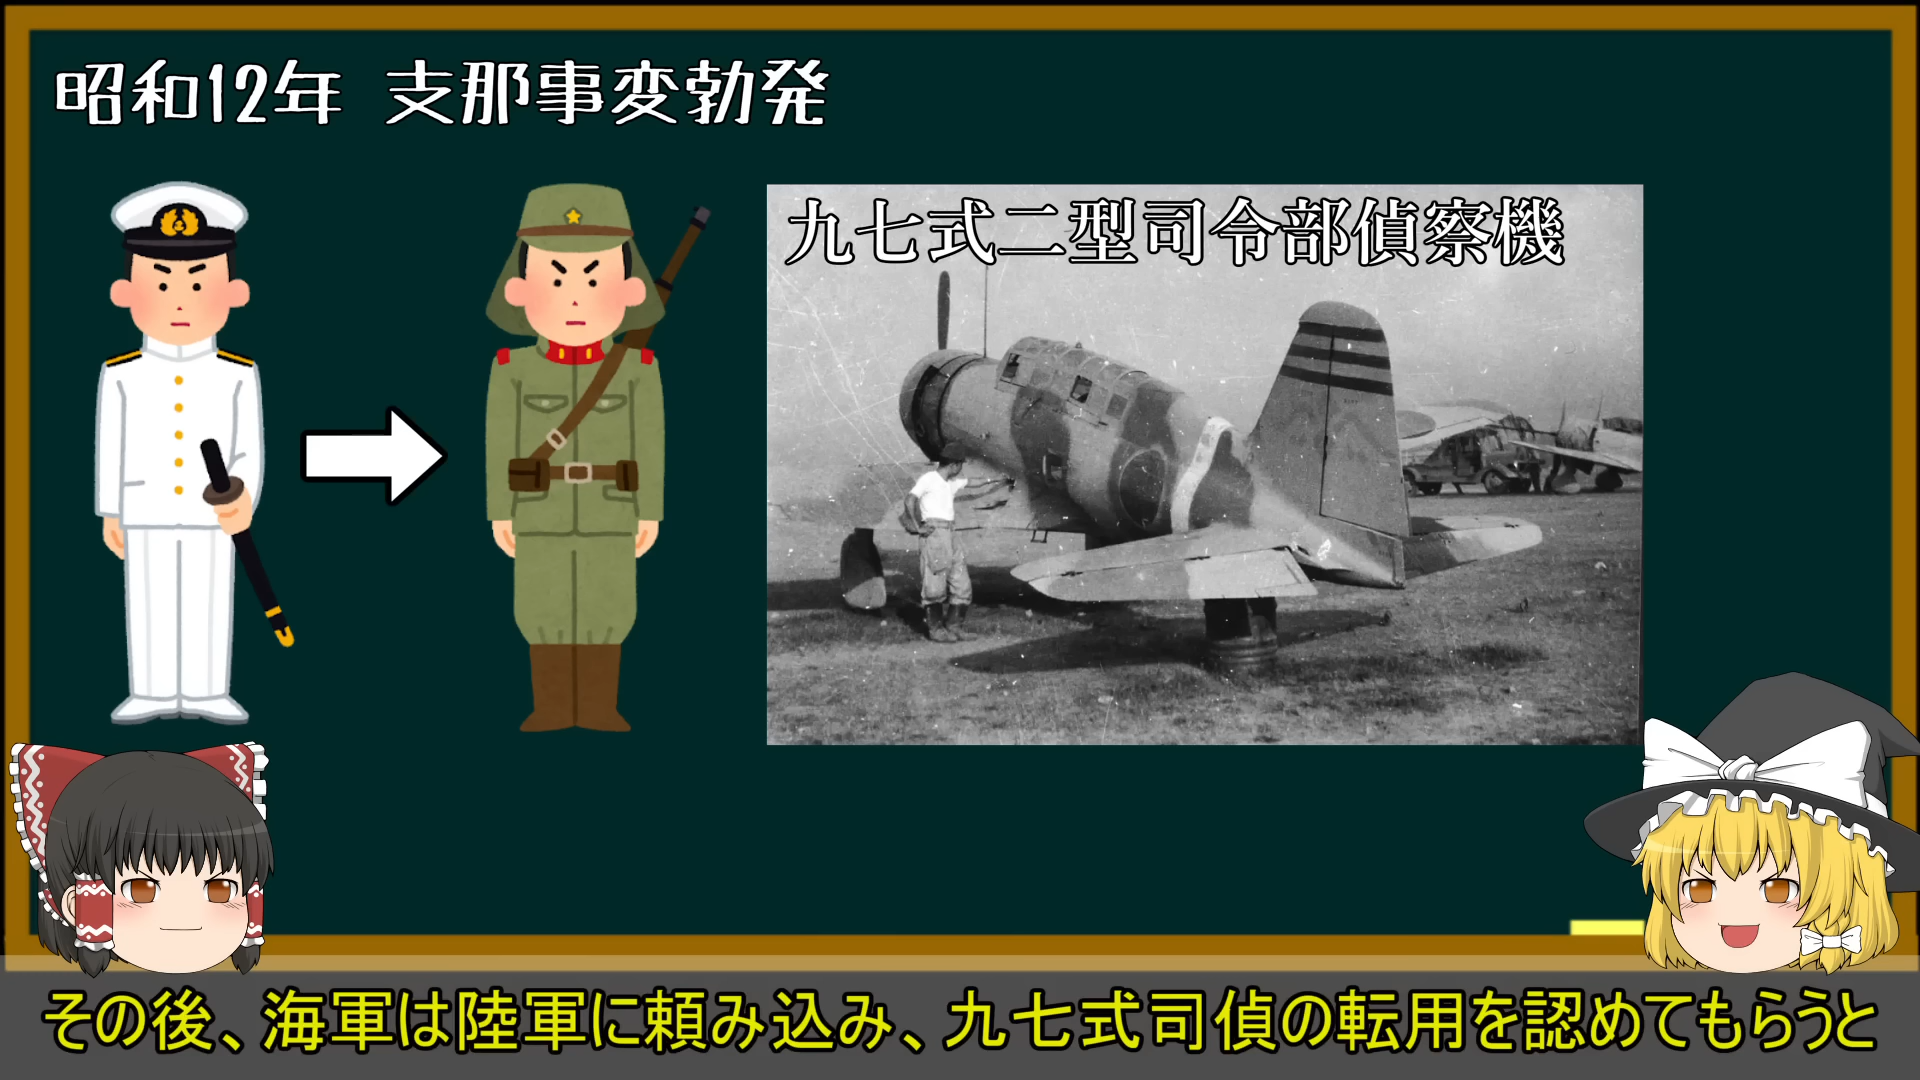 昭和12年 支那事変勃発
九七式二型司令部偵察機
その後、海軍は陸軍に頼み込み、九七式司偵の転用を認めてもらうと